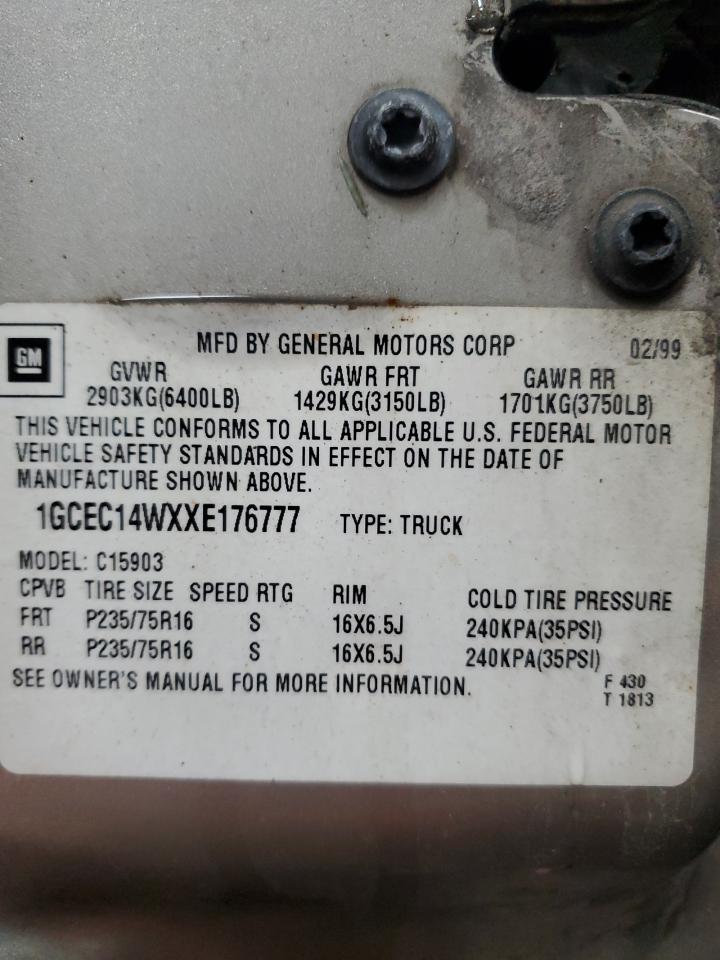 GM
MFD BY GENERAL MOTORS CORP 02/99
GVWR GAWR FRT GAWR RR
2903KG(6400LB) 1429KG(3150LB) 1701KG(3750LB)
THIS VEHICLE CONFORMS TO ALL APPLICABLE U.S. FEDERAL MOTOR
VEHICLE SAFETY STANDARDS IN EFFECT ON THE DATE OF
MANUFACTURE SHOWN ABOVE.
1GCEC14WXXE176777 TYPE: TRUCK
MODEL: C15903
CPVB TIRE SIZE SPEED RTG RIM COLD TIRE PRESSURE
FRT P235/75R16 S 16X6.5J 240KPA(35PSI)
RR P235/75R16 S 16X6.5J 240KPA(35PSI)
SEE OWNER'S MANUAL FOR MORE INFORMATION. F 430
T 1813